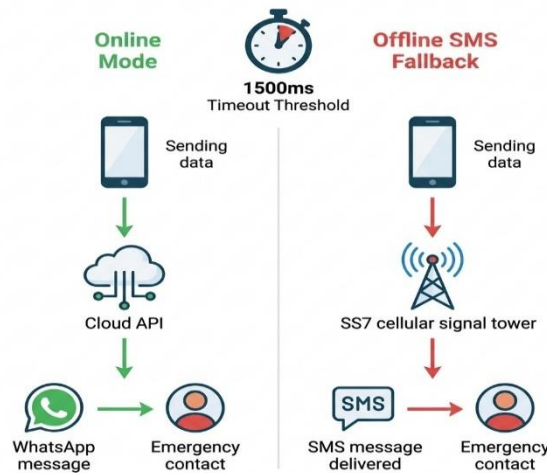 Online
Mode
1500ms
Timeout Threshold
Offline SMS
Fallback
Sending
data
Cloud API
WhatsApp
message
Emergency
contact
Sending
data
SS7 cellular signal tower
SMS
SMS message
delivered
Emergency
contact